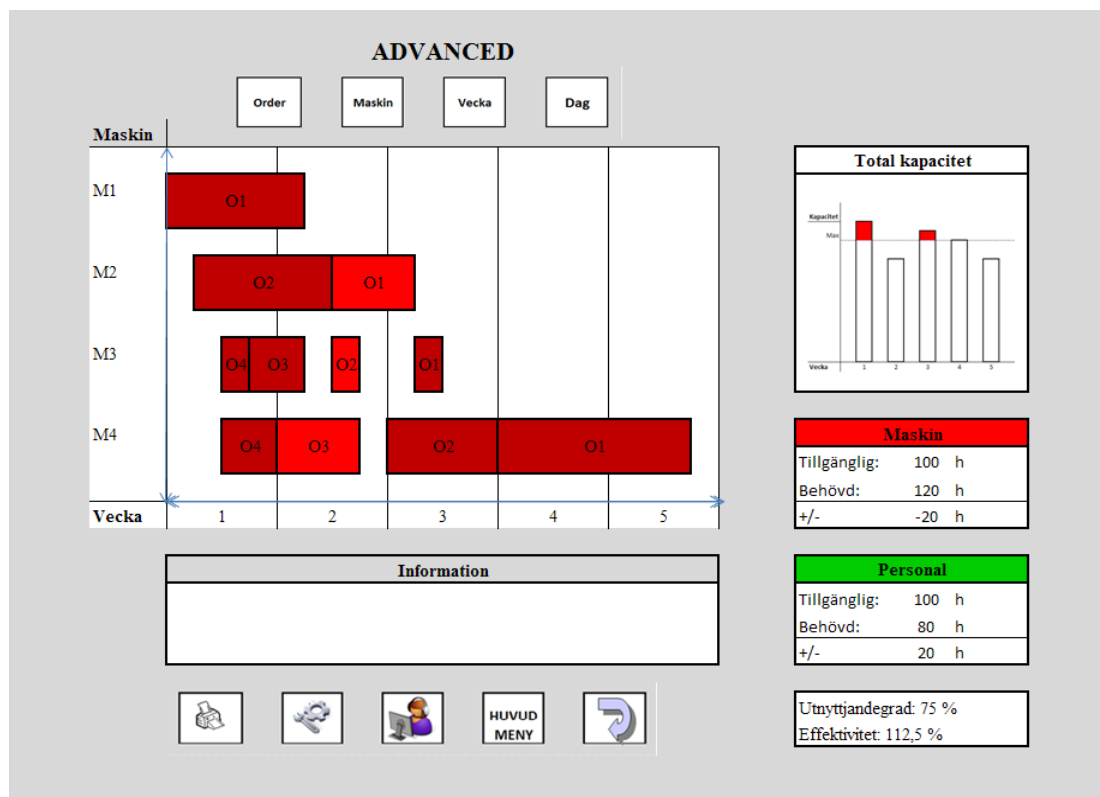 ADVANCED
Order Maskin Vecka Dag
Maskin
M1 O1
M2 O2 O1
M3 O4 O3 O2 O1
M4 O4 O3 O2 O1
Vecka 1 2 3 4 5
Total kapacitet
Kapacitet
Max
Vecka 1 2 3 4 5
Maskin
Tillgänglig: 100 h
Behövd: 120 h
+/- -20 h
Information
Personal
Tillgänglig: 100 h
Behövd: 80 h
+/- 20 h
HUVUD
MENY
Utnyttjandegrad: 75 %
Effektivitet: 112,5 %